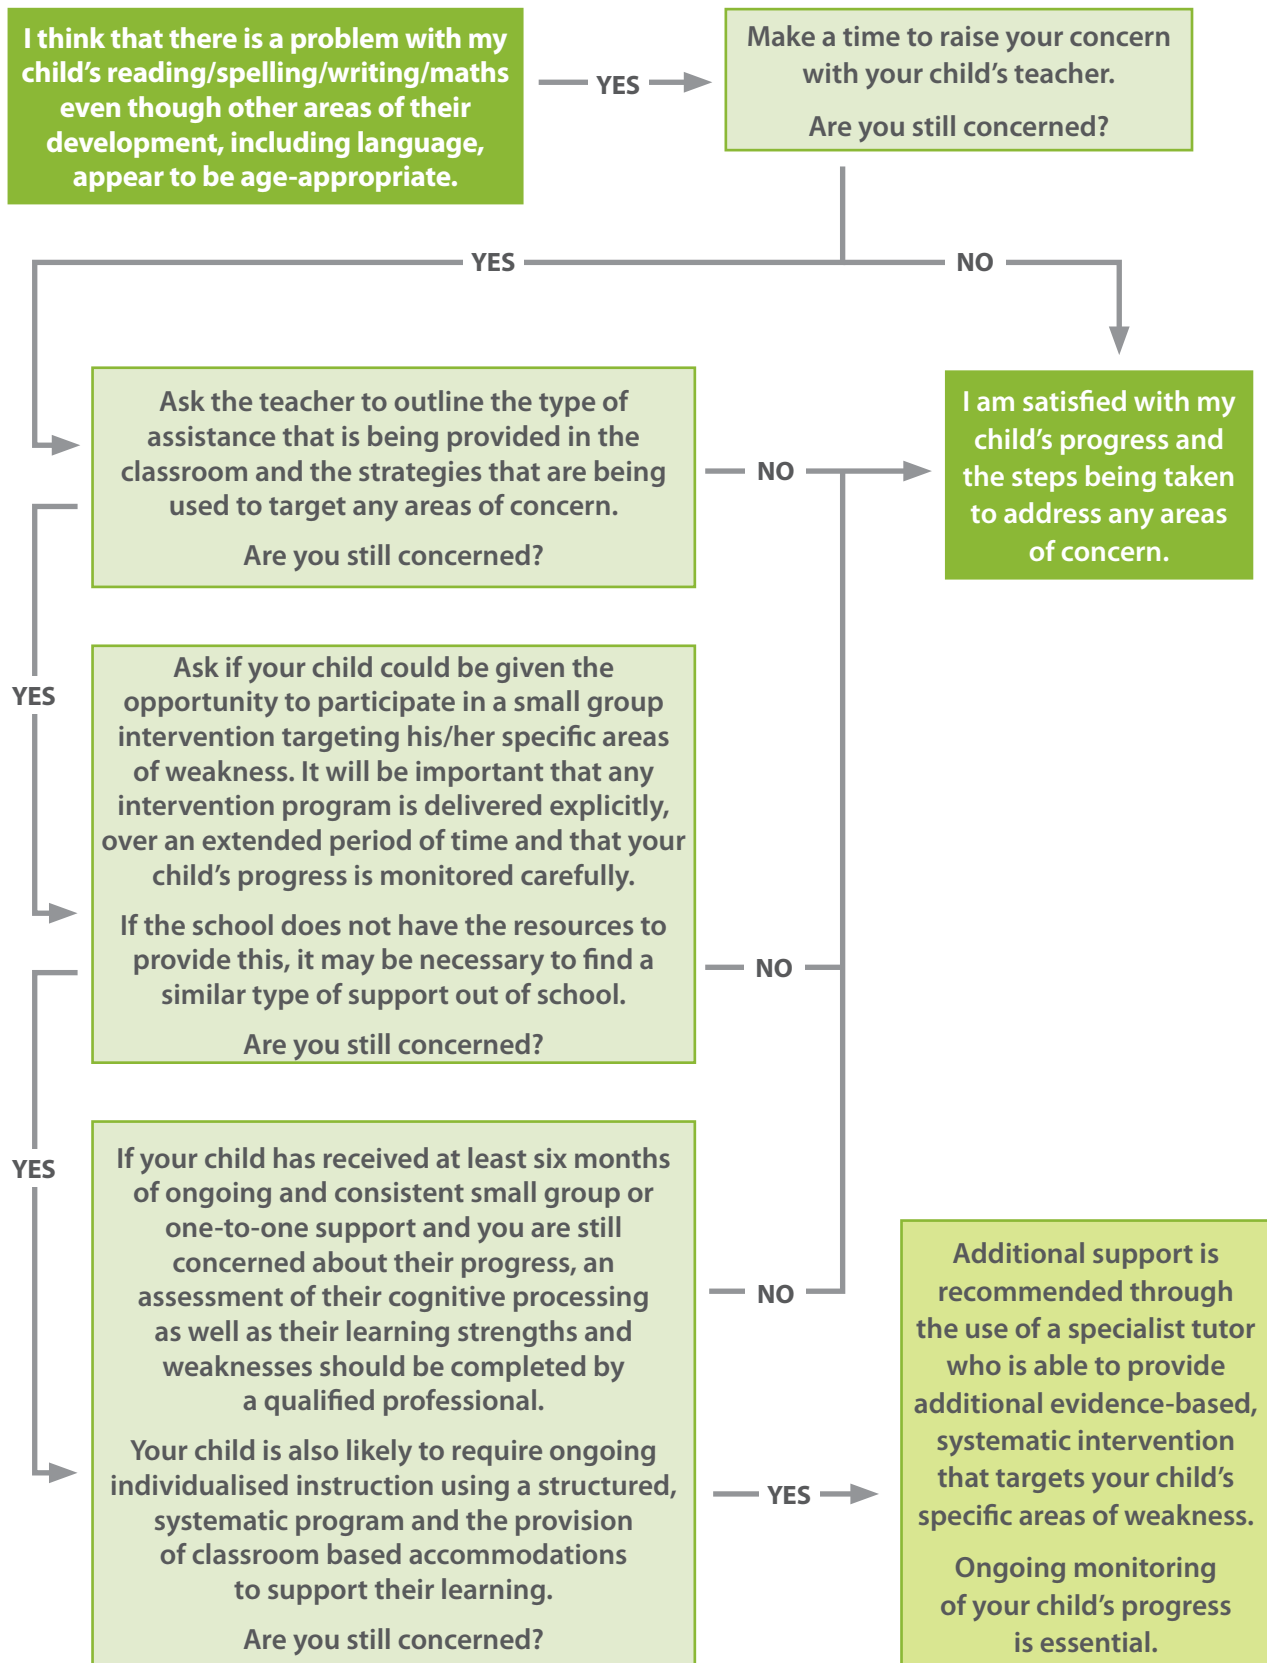 I think that there is a problem with my
child’s reading/spelling/writing/maths
even though other areas of their
development, including language,
appear to be age-appropriate.
YES
Make a time to raise your concern
with your child’s teacher.
Are you still concerned?
YES
NO
Ask the teacher to outline the type of
assistance that is being provided in the
classroom and the strategies that are being
used to target any areas of concern.
Are you still concerned?
NO
I am satisfied with my
child’s progress and
the steps being taken
to address any areas
of concern.
YES
Ask if your child could be given the
opportunity to participate in a small group
intervention targeting his/her specific areas
of weakness. It will be important that any
intervention program is delivered explicitly,
over an extended period of time and that your
child’s progress is monitored carefully.
If the school does not have the resources to
provide this, it may be necessary to find a
similar type of support out of school.
Are you still concerned?
NO
YES
If your child has received at least six months
of ongoing and consistent small group or
one-to-one support and you are still
concerned about their progress, an
assessment of their cognitive processing
as well as their learning strengths and
weaknesses should be completed by
a qualified professional.
Your child is also likely to require ongoing
individualised instruction using a structured,
systematic program and the provision
of classroom based accommodations
to support their learning.
Are you still concerned?
NO
YES
Additional support is
recommended through
the use of a specialist tutor
who is able to provide
additional evidence-based,
systematic intervention
that targets your child’s
specific areas of weakness.
Ongoing monitoring
of your child’s progress
is essential.